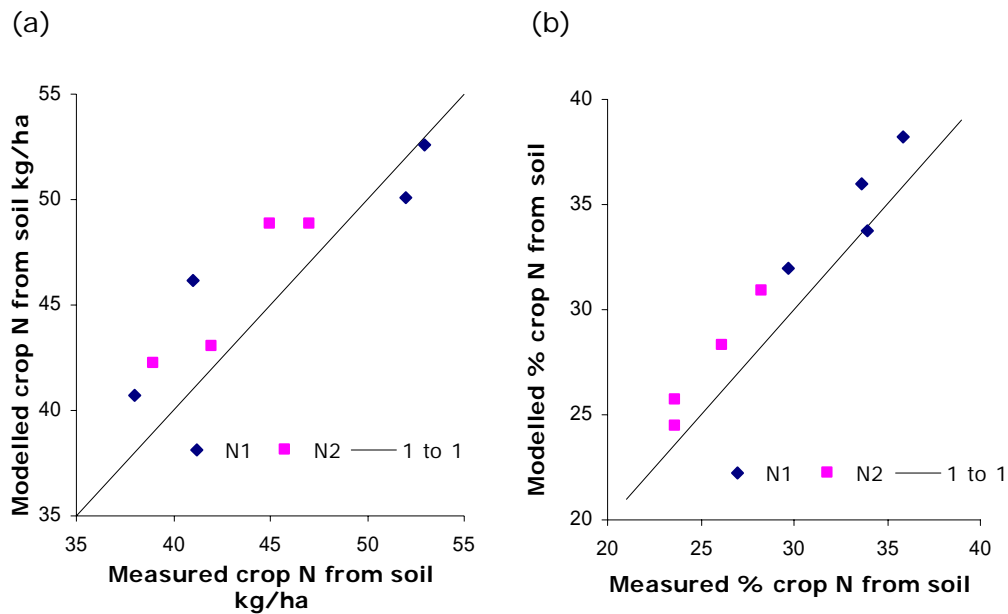 (a)
Modelled crop N from soil kg/ha
55
50
45
40
35
35 40 45 50 55
N1 N2 1 to 1
Measured crop N from soil
kg/ha
(b)
Modelled % crop N from soil
40
35
30
25
20
20 25 30 35 40
N1 N2 1 to 1
Measured % crop N from soil